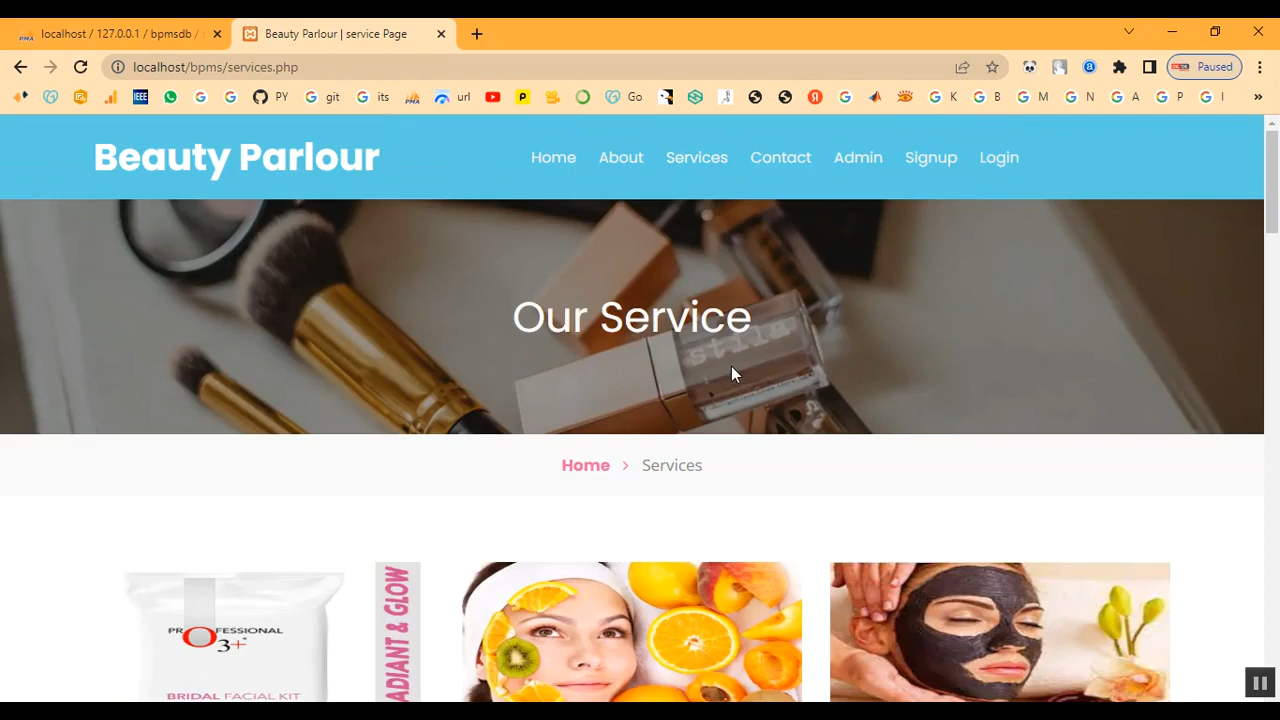 localhost / 127.0.0.1 / bpmsdb /
Beauty Parlour | service Page
localhost/bpms/services.php
Paused
PY git its url Go K B M N A P I
Beauty Parlour
Home About Services Contact Admin Signup Login
Our Service
stila
Home > Services
PROFESSIONAL
O3+
BRIDAL FACIAL KIT
RADIANT & GLOW